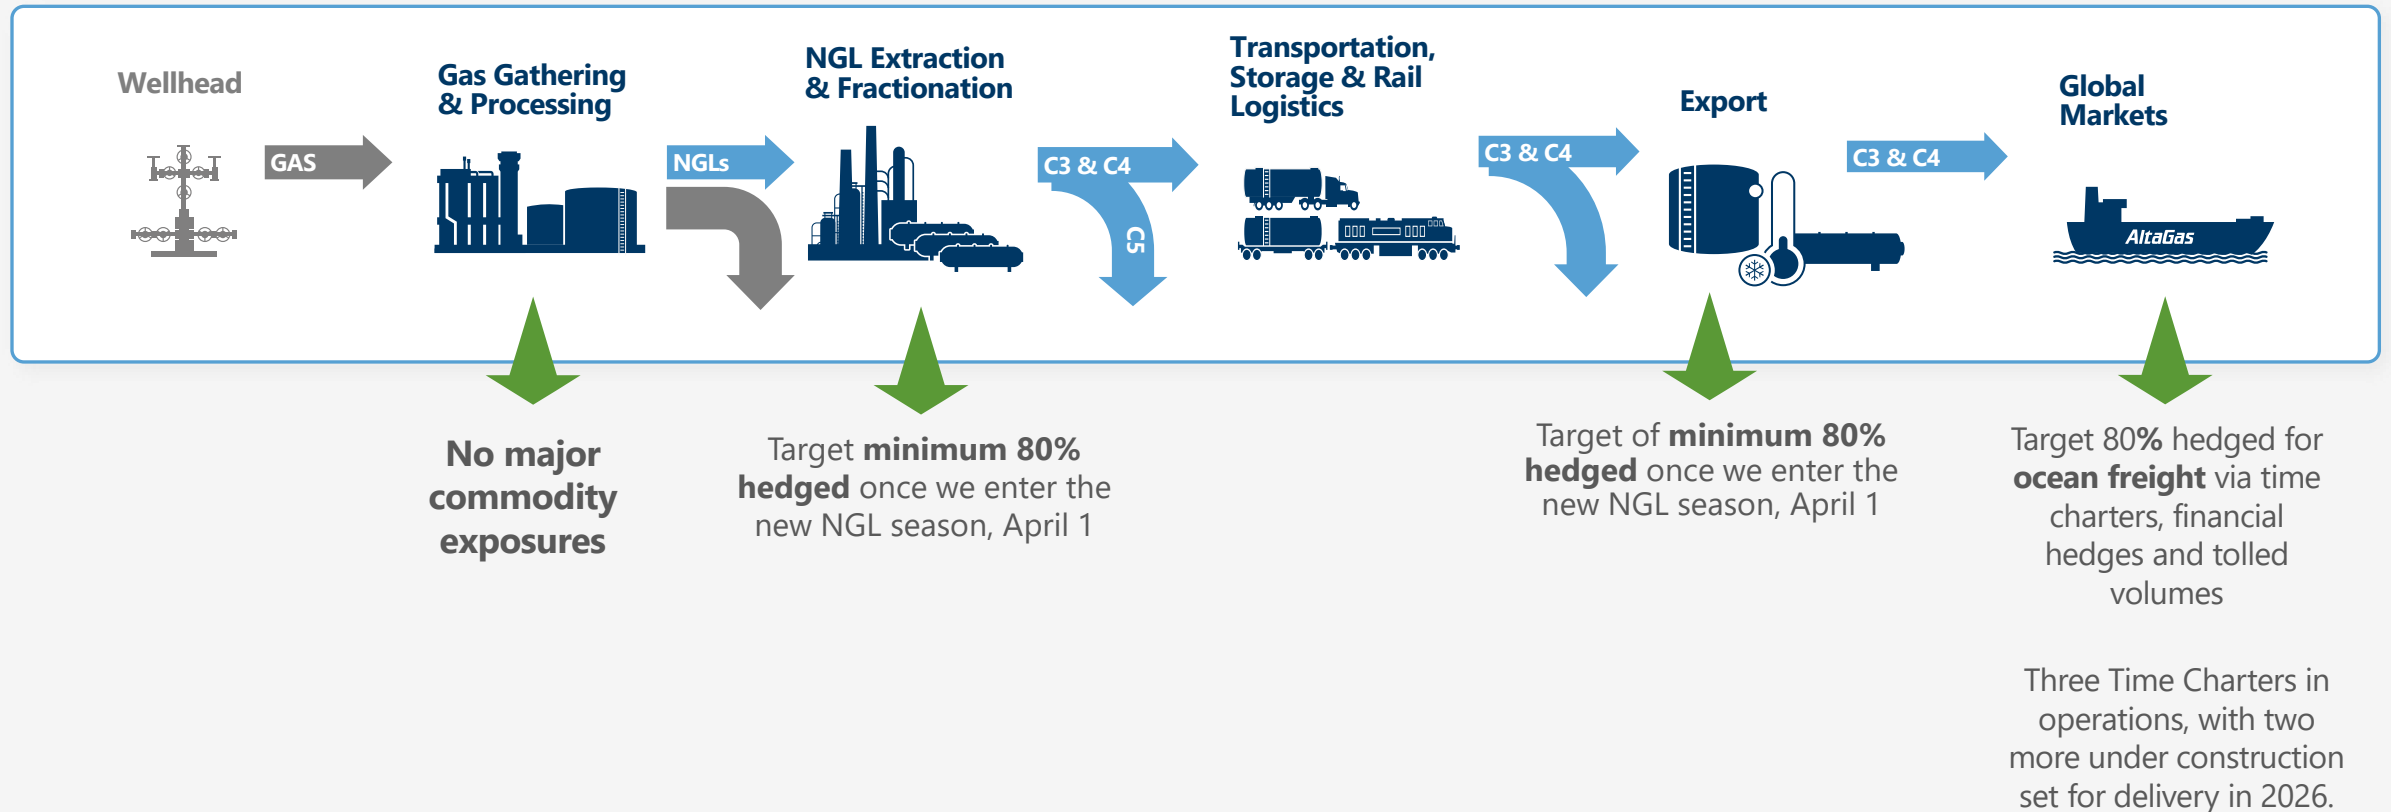 Wellhead
GAS
Gas Gathering
& Processing
NGLs
NGL Extraction
& Fractionation
C3 & C4
C5
Transportation,
Storage & Rail
Logistics
C3 & C4
Export
C3 & C4
Global
Markets
AltaGas
No major
commodity
exposures
Target minimum 80%
hedged once we enter the
new NGL season, April 1
Target of minimum 80%
hedged once we enter the
new NGL season, April 1
Target 80% hedged for
ocean freight via time
charters, financial
hedges and tolled
volumes
Three Time Charters in
operations, with two
more under construction
set for delivery in 2026.